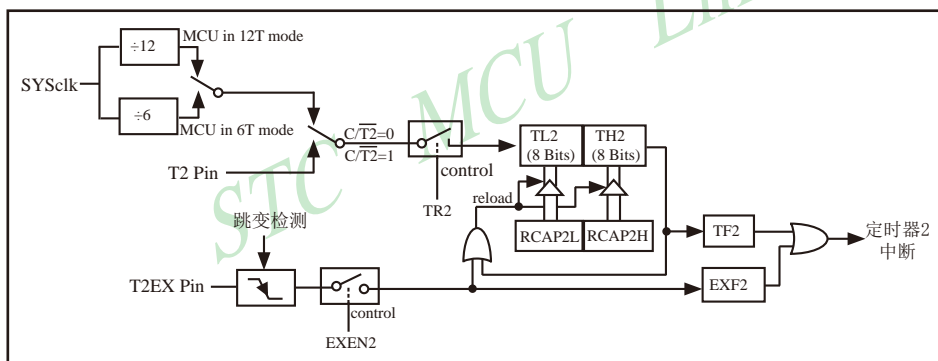 ÷12
MCU in 12T mode
SYSclk
÷6
MCU in 6T mode
C/T2=0
C/T2=1
T2 Pin
control
TR2
TL2
(8 Bits)
TH2
(8 Bits)
reload
RCAP2L
RCAP2H
TF2
定时器2
中断
跳变检测
T2EX Pin
control
EXEN2
EXF2
STC MCU Lim